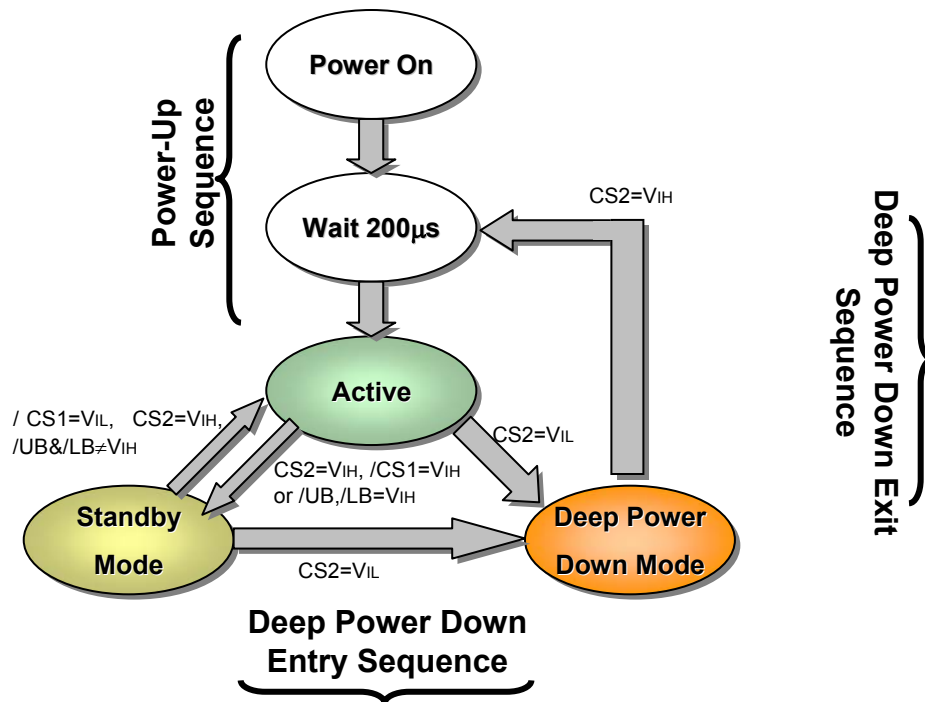 Power On
Power-Up
Sequence
Wait 200μs
CS2=VIH
Deep Power Down Exit
Sequence
Active
/ CS1=VIL, CS2=VIH,
/UB&/LB≠VIH
CS2=VIL
CS2=VIH, /CS1=VIH
or /UB,/LB=VIH
Standby
Mode
Deep Power
Down Mode
CS2=VIL
Deep Power Down
Entry Sequence